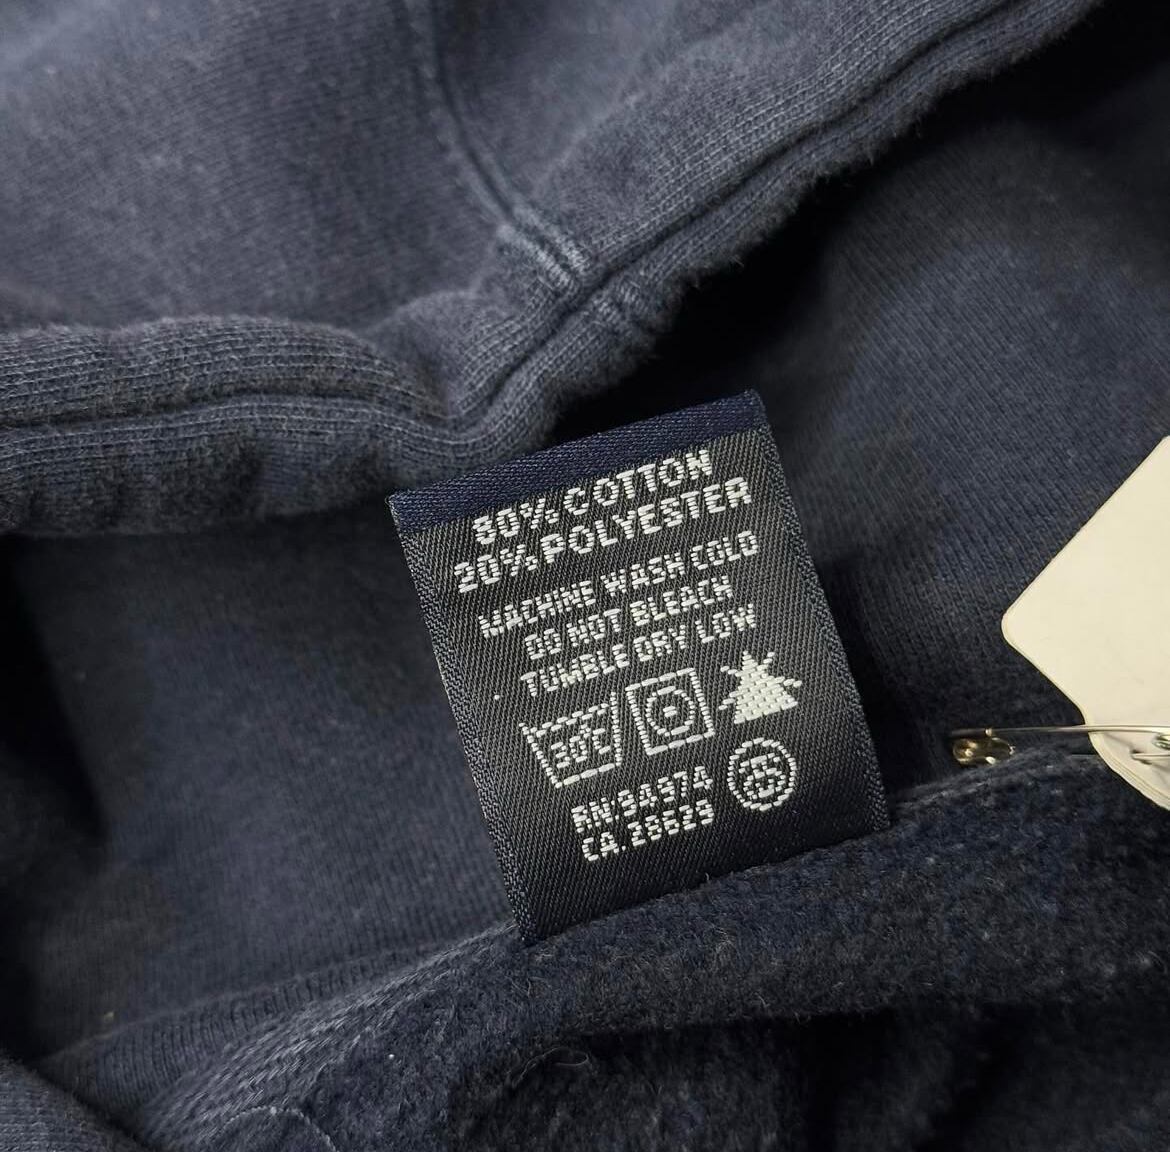 80% COTTON
20% POLYESTER
MACHINE WASH COLD
DO NOT BLEACH
TUMBLE DRY LOW
30°C
RN:94974
CA.28629